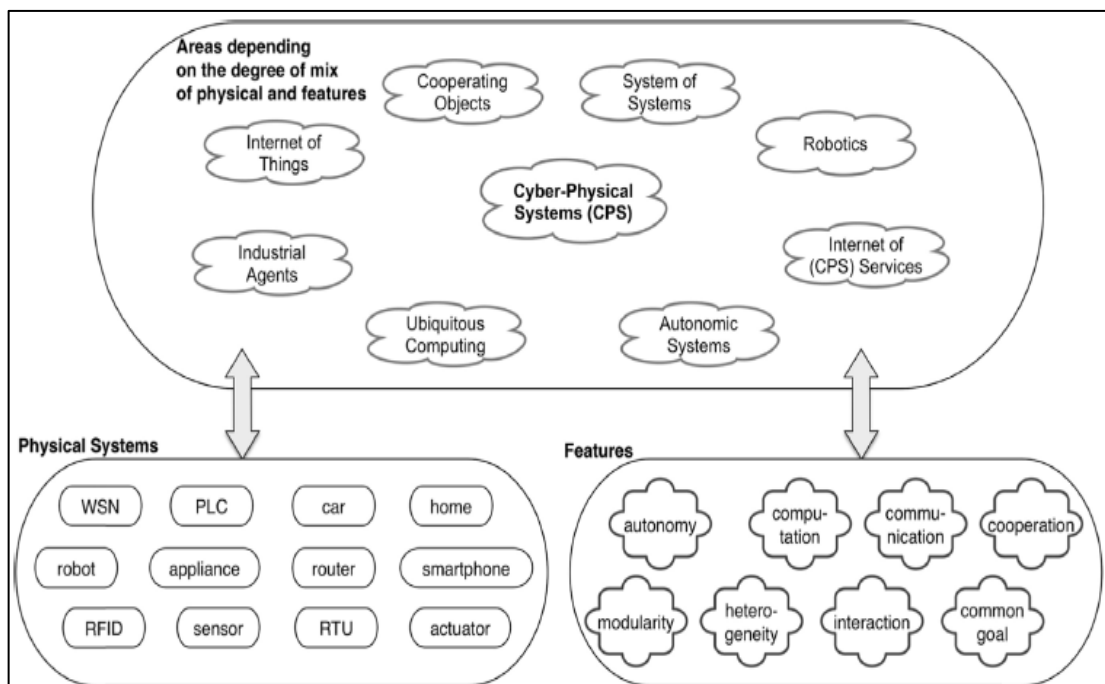 Areas depending
on the degree of mix
of physical and features
Cooperating
Objects
System of
Systems
Internet of
Things
Robotics
Cyber-Physical
Systems (CPS)
Industrial
Agents
Internet of
(CPS) Services
Ubiquitous
Computing
Autonomic
Systems
Physical Systems
WSN
PLC
car
home
robot
appliance
router
smartphone
RFID
sensor
RTU
actuator
Features
autonomy
compu-
tation
commu-
nication
cooperation
modularity
hetero-
geneity
interaction
common
goal